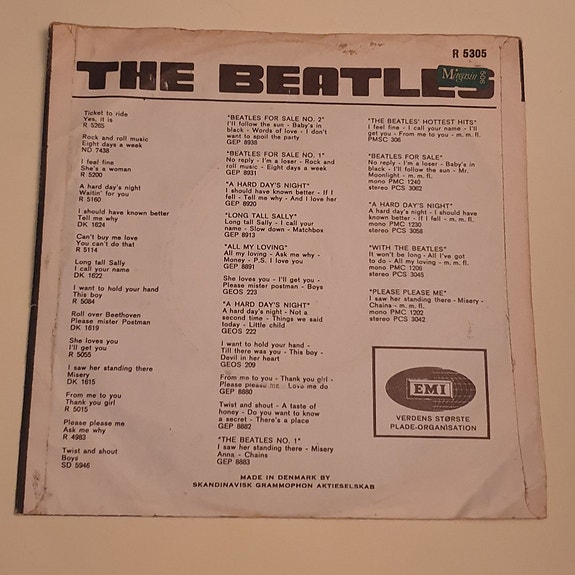 R 5305
THE BEATLES
Magasin
Ticket to ride
Yes, it is
R 5265
Rock and roll music
Eight days a week
ND 7438
I feel fine
She's a woman
R 5200
A hard day's night
Waitin' for you
R 5160
I should have known better
Tell me why
DK 1624
Can't buy me love
You can't do that
R 5114
Long tall Sally
I call your name
DK 1622
I want to hold your hand
This boy
R 5084
Roll over Beethoven
Please mister Postman
DK 1619
She loves you
I'll get you
R 5055
I saw her standing there
Misery
DK 1615
From me to you
Thank you girl
R 5015
Please please me
Ask me why
R 4983
Twist and shout
Boys
SD 5946
"BEATLES FOR SALE NO. 2"
I'll follow the sun - Baby's in
black - Words of love - I don't
want to spoil the party
GEP 8938
"BEATLES FOR SALE NO. 1"
No reply - I'm a loser - Rock and
roll music - Eight days a week
GEP 8931
"A HARD DAY'S NIGHT"
I should have known better - If I
fell - Tell me why - And I love her
GEP 8920
"LONG TALL SALLY"
Long tall Sally - I call your
name - Slow down - Matchbox
GEP 8913
"ALL MY LOVING"
All my loving - Ask me why -
Money - P.S. I love you
GEP 8891
She loves you - I'll get you -
Please mister postman - Boys
GEOS 223
"A HARD DAY'S NIGHT"
A hard day's night - Not a
second time - Things we said
today - Little child
GEOS 222
I want to hold your hand -
Till there was you - This boy -
Devil in her heart
GEOS 209
From me to you - Thank you girl -
Please please me - Love me do
GEP 8880
Twist and shout - A taste of
honey - Do you want to know
a secret - There's a place
GEP 8882
"THE BEATLES NO. 1"
I saw her standing there - Misery
Anna - Chains
GEP 8883
"THE BEATLES' HOTTEST HITS"
I feel fine - I call your name - I'll
get you - From me to you - m. m. fl.
PMSC 306
"BEATLES FOR SALE"
No reply - I'm a loser - Baby's in
black - I'll follow the sun - Mr.
Moonlight - m. m. fl.
mono PMC 1240
stereo PCS 3062
"A HARD DAY'S NIGHT"
A hard day's night - I should have
known better - If I fell - m. m. fl.
mono PMC 1230
stereo PCS 3058
"WITH THE BEATLES"
It won't be long - All I've got
to do - All my loving - m. m. fl.
mono PMC 1206
stereo PCS 3045
"PLEASE PLEASE ME"
I saw her standing there - Misery -
Chains - m. m. fl.
mono PMC 1202
stereo PCS 3042
EMI
VERDENS STØRSTE
PLADE-ORGANISATION
MADE IN DENMARK BY
SKANDINAVISK GRAMMOPHON AKTIESELSKAB